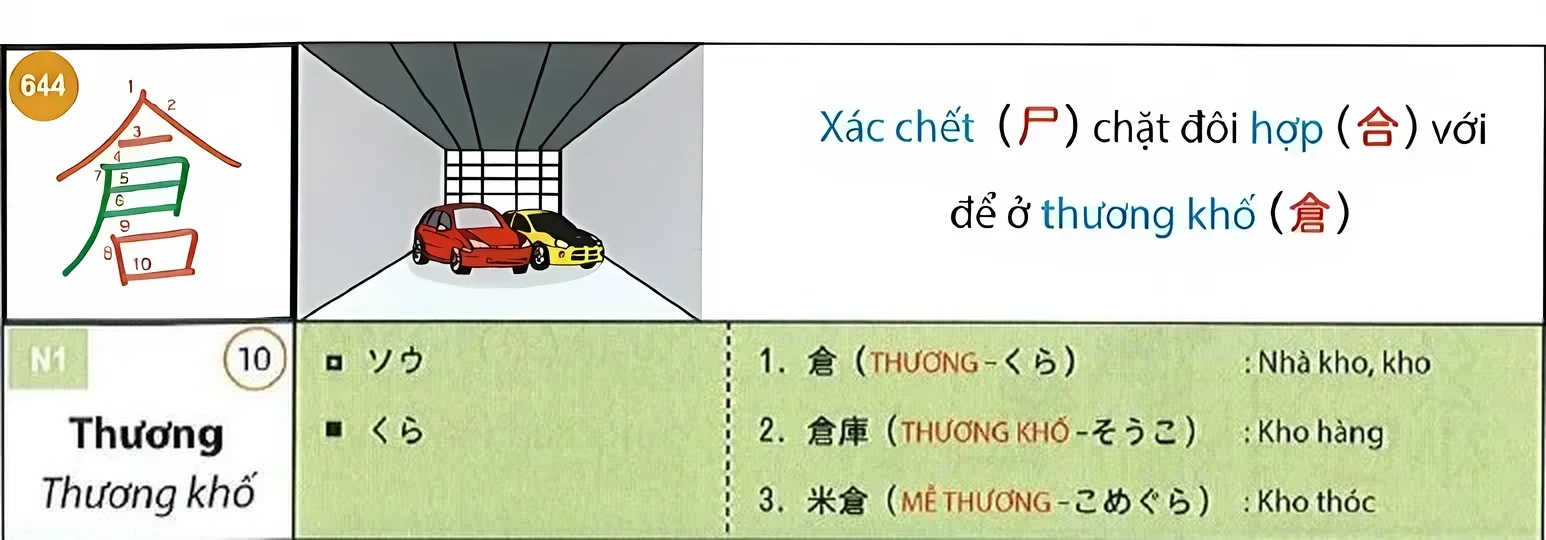 644
倉
1 2 3 4 7 5 6 9 8 10
Xác chết (尸) chặt đôi hợp (合) với
để ở thương khố (倉)
N1
10
Thương
Thương khố
ソウ
くら
1. 倉 (THƯƠNG-くら) : Nhà kho, kho
2. 倉庫 (THƯƠNG KHỐ-そうこ) : Kho hàng
3. 米倉 (MỄ THƯƠNG-こめぐら) : Kho thóc